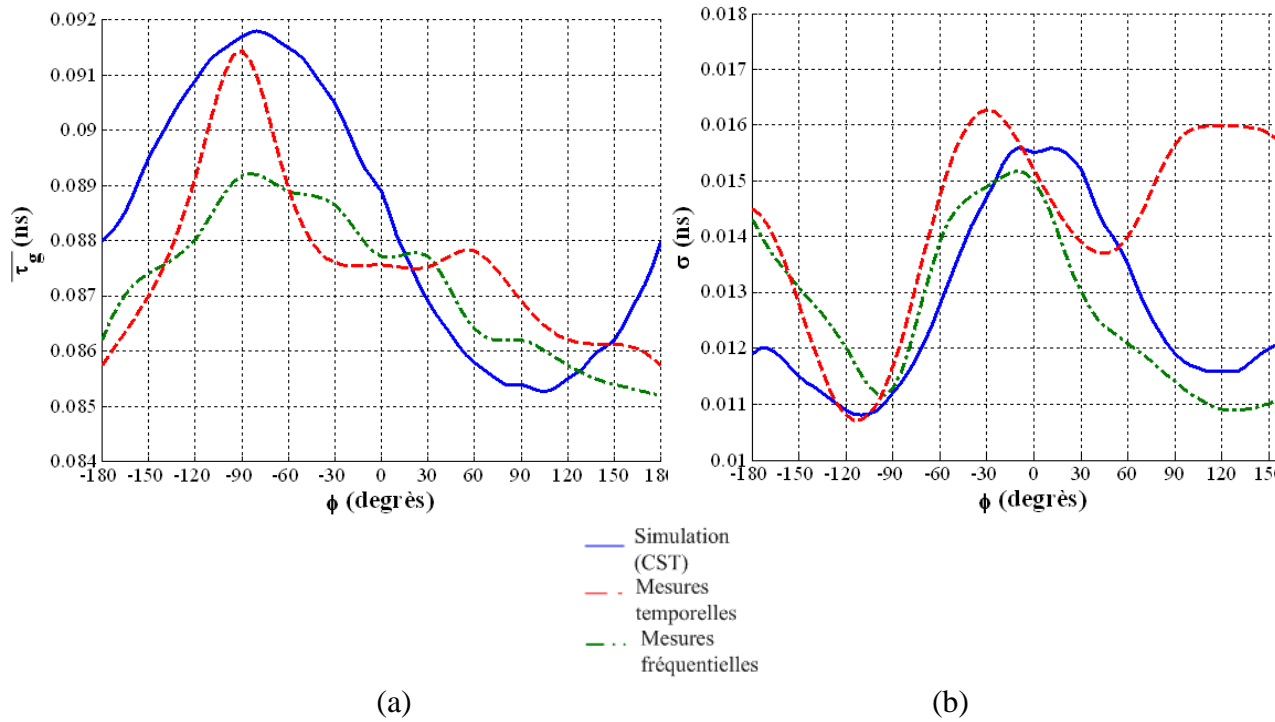 0.092
0.091
0.09
0.089
0.088
0.087
0.086
0.085
0.084
τg (ns)
-180 -150 -120 -90 -60 -30 0 30 60 90 120 150 180
ϕ (degrès)
0.018
0.017
0.016
0.015
0.014
0.013
0.012
0.011
0.01
σ (ns)
-180 -150 -120 -90 -60 -30 0 30 60 90 120 150
ϕ (degrès)
Simulation
(CST)
Mesures
temporelles
Mesures
fréquentielles
(a) (b)